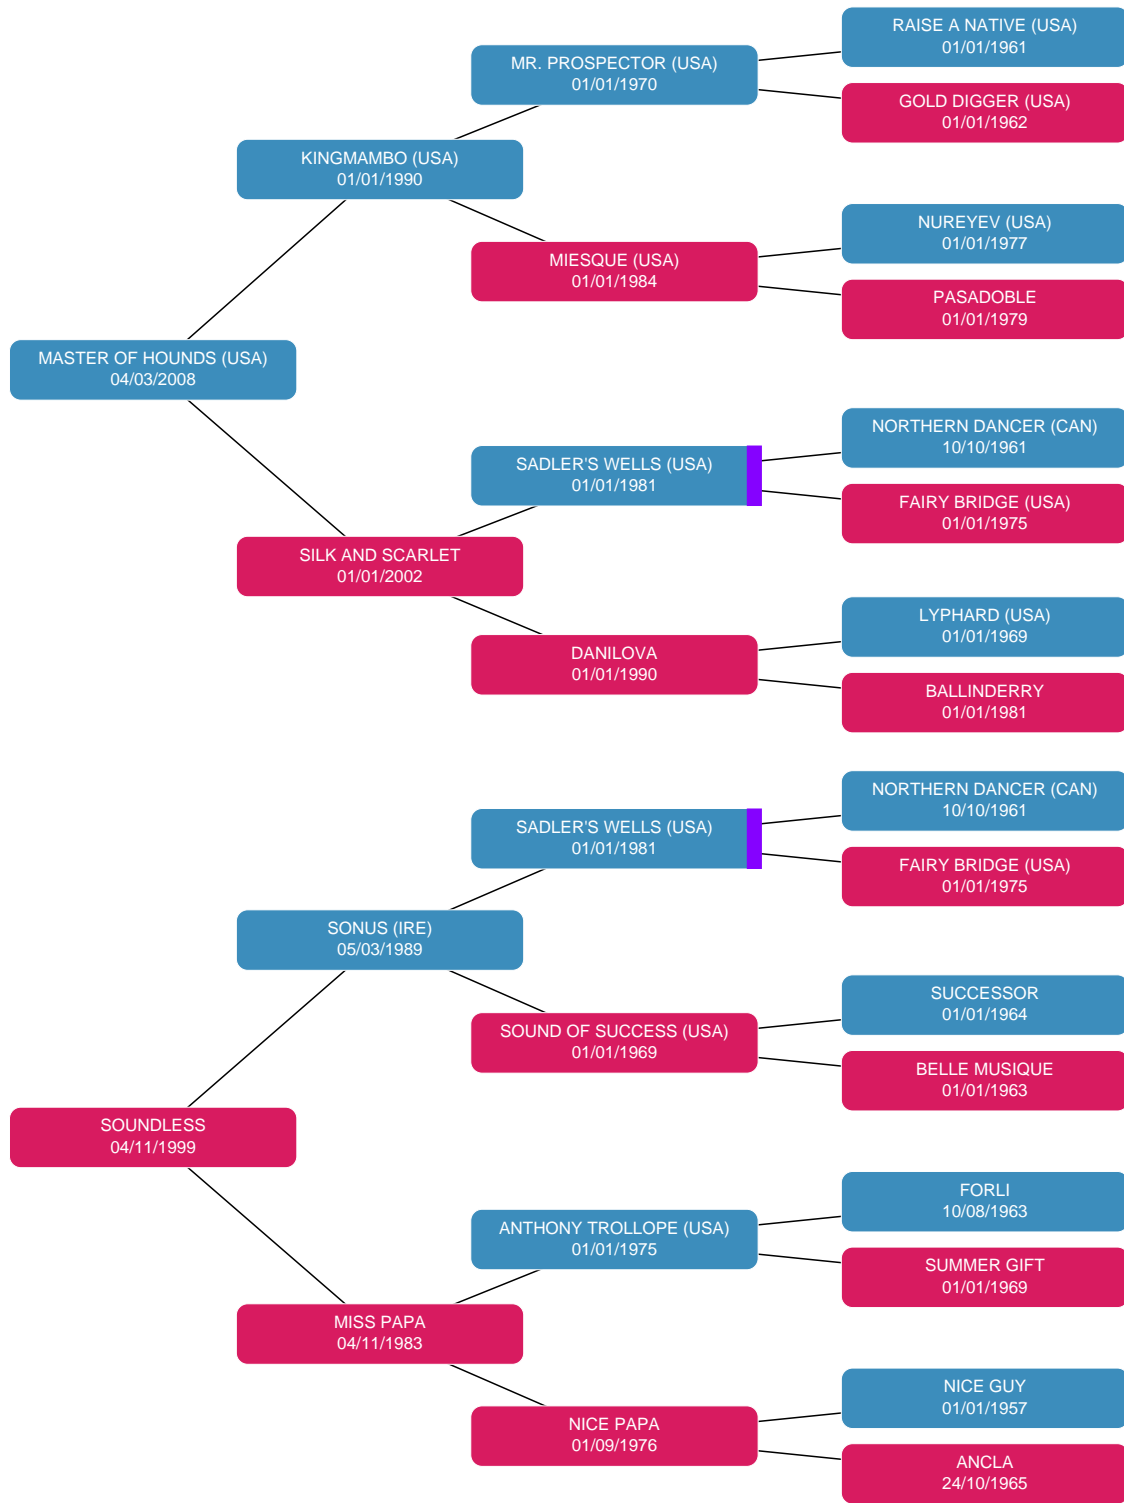 RAISE A NATIVE (USA)
01/01/1961
MR. PROSPECTOR (USA)
01/01/1970
GOLD DIGGER (USA)
01/01/1962
KINGMAMBO (USA)
01/01/1990
NUREYEV (USA)
01/01/1977
MIESQUE (USA)
01/01/1984
PASADOBLE
01/01/1979
MASTER OF HOUNDS (USA)
04/03/2008
NORTHERN DANCER (CAN)
10/10/1961
SADLER'S WELLS (USA)
01/01/1981
FAIRY BRIDGE (USA)
01/01/1975
SILK AND SCARLET
01/01/2002
LYPHARD (USA)
01/01/1969
DANILOVA
01/01/1990
BALLINDERRY
01/01/1981
NORTHERN DANCER (CAN)
10/10/1961
SADLER'S WELLS (USA)
01/01/1981
FAIRY BRIDGE (USA)
01/01/1975
SONUS (IRE)
05/03/1989
SUCCESSOR
01/01/1964
SOUND OF SUCCESS (USA)
01/01/1969
BELLE MUSIQUE
01/01/1963
SOUNDLESS
04/11/1999
FORLI
10/08/1963
ANTHONY TROLLOPE (USA)
01/01/1975
SUMMER GIFT
01/01/1969
MISS PAPA
04/11/1983
NICE GUY
01/01/1957
NICE PAPA
01/09/1976
ANCLA
24/10/1965